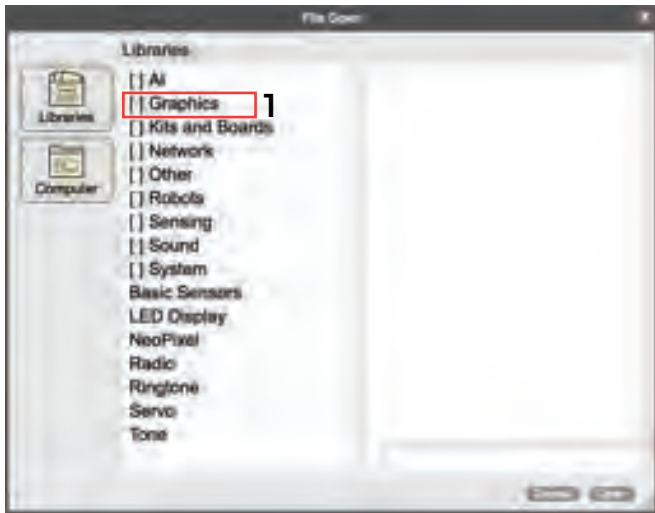 File Open
Libraries
[ ] AI
[ ] Graphics
1
[ ] Kits and Boards
[ ] Network
[ ] Other
[ ] Robots
[ ] Sensing
[ ] Sound
[ ] System
Basic Sensors
LED Display
NeoPixel
Radio
Ringtone
Servo
Tone
Libraries
Computer